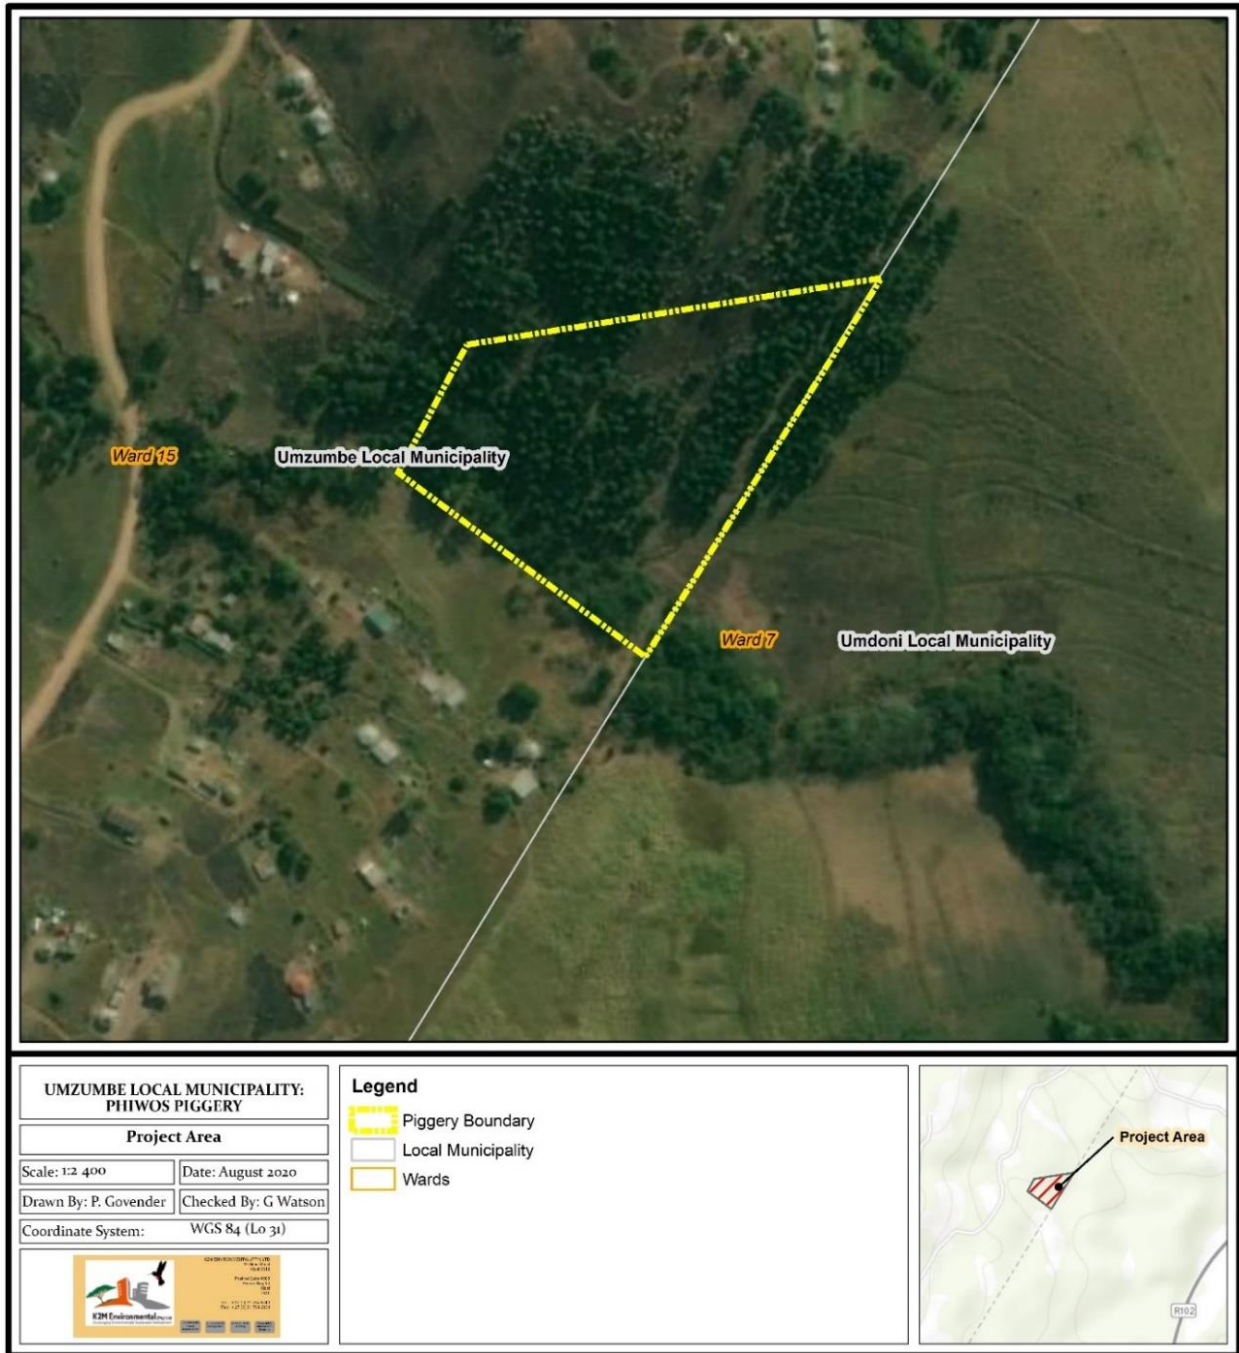 Ward 15
Umzumbe Local Municipality
Ward 7
Umdoni Local Municipality
UMZUMBE LOCAL MUNICIPALITY:
PHIWOS PIGGERY
Project Area
Scale: 1:2 400
Date: August 2020
Drawn By: P. Govender
Checked By: G Watson
Coordinate System: WGS 84 (Lo 31)
K2M Environmental
Legend
Piggery Boundary
Local Municipality
Wards
Project Area
R102